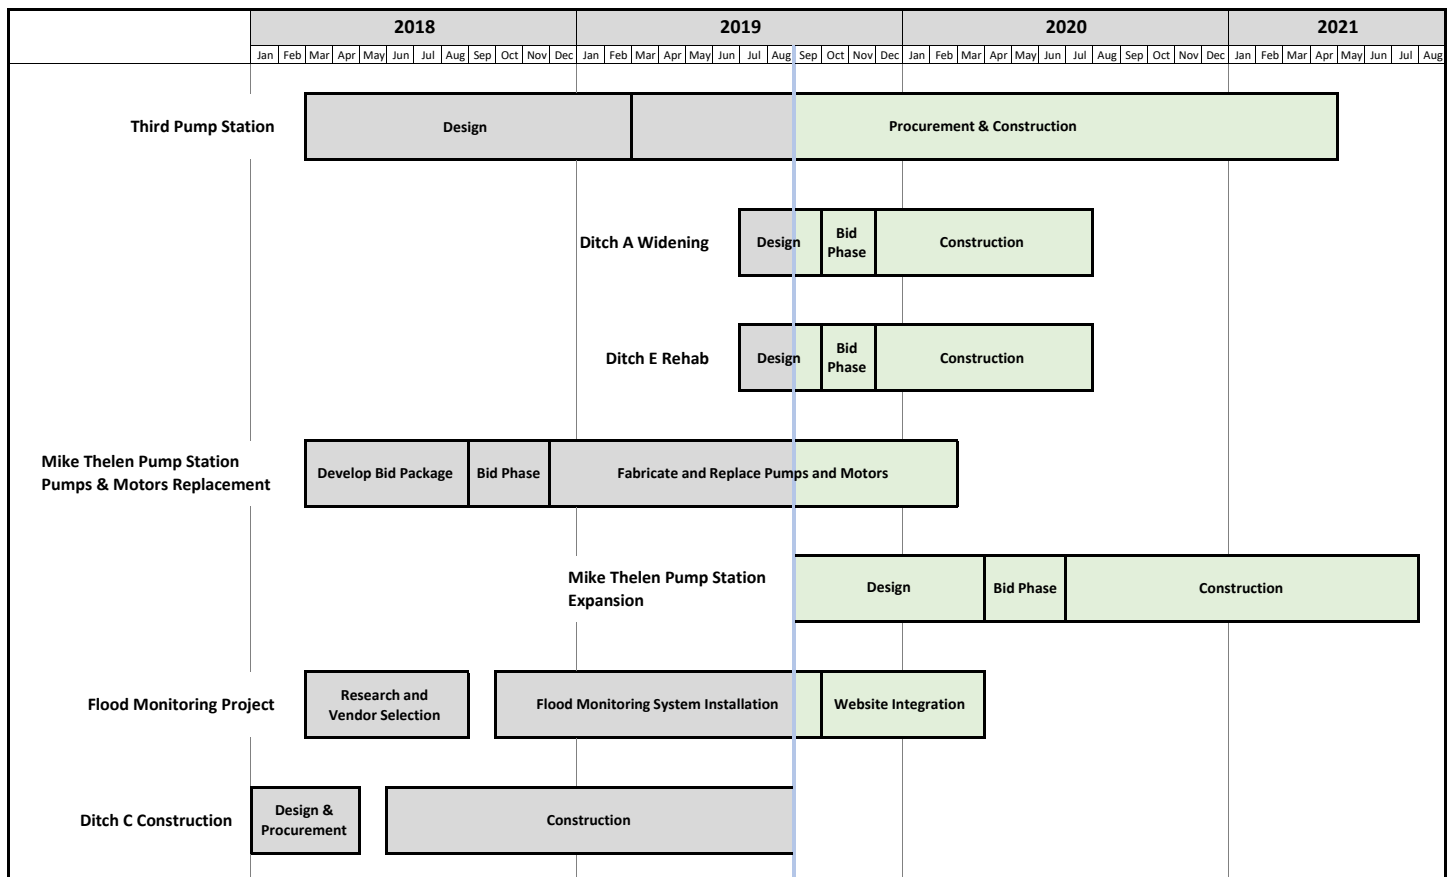 2018 2019 2020 2021
Jan Feb Mar Apr May Jun Jul Aug Sep Oct Nov Dec Jan Feb Mar Apr May Jun Jul Aug Sep Oct Nov Dec Jan Feb Mar Apr May Jun Jul Aug Sep Oct Nov Dec Jan Feb Mar Apr May Jun Jul Aug
Third Pump Station Design Procurement & Construction
Ditch A Widening Design Bid Phase Construction
Ditch E Rehab Design Bid Phase Construction
Mike Thelen Pump Station
Pumps & Motors Replacement
Develop Bid Package Bid Phase Fabricate and Replace Pumps and Motors
Mike Thelen Pump Station
Expansion
Design Bid Phase Construction
Flood Monitoring Project
Research and
Vendor Selection
Flood Monitoring System Installation Website Integration
Ditch C Construction
Design &
Procurement
Construction